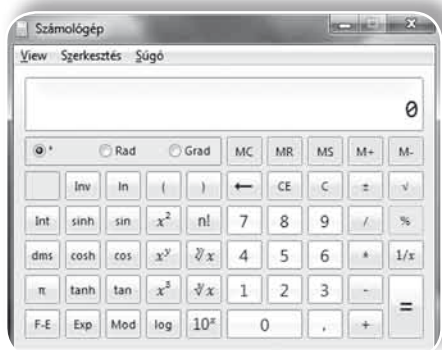 Számológép
View Szerkesztés Súgó
0
° Rad Grad MC MR MS M+ M-
Inv ln ( ) ← CE C ± √
Int sinh sin x² n! 7 8 9 / %
dms cosh cos xʸ ʸ√x 4 5 6 * 1/x
π tanh tan x³ ³√x 1 2 3 - =
F-E Exp Mod log 10ˣ 0 , +